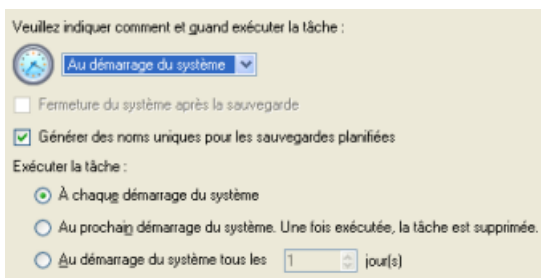 Veuillez indiquer comment et quand exécuter la tâche :
Au démarrage du système
Fermeture du système après la sauvegarde
Générer des noms uniques pour les sauvegardes planifiées
Exécuter la tâche :
À chaque démarrage du système
Au prochain démarrage du système. Une fois exécutée, la tâche est supprimée.
Au démarrage du système tous les 1 jour(s)